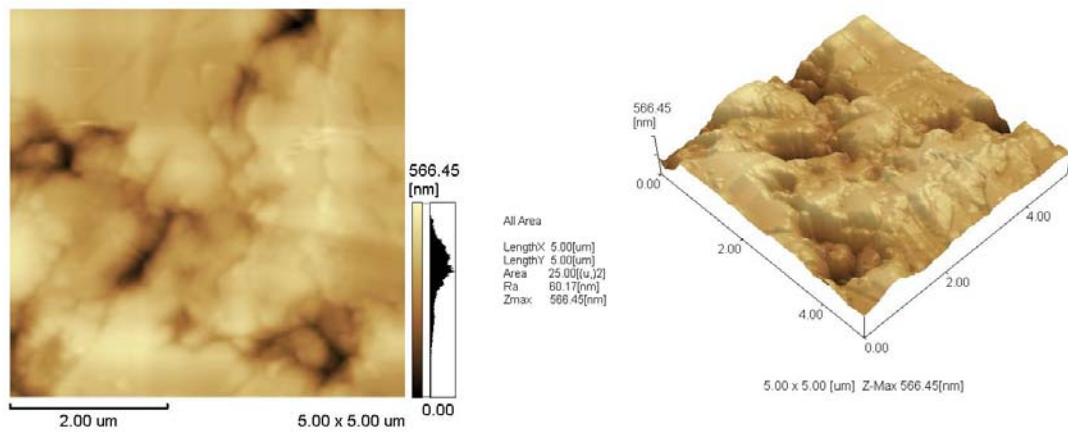 566.45
[nm]
0.00
2.00 um
5.00 x 5.00 um
All Area
LengthX 5.00[um]
LengthY 5.00[um]
Area 25.00[(u,)2]
Ra 60.17[nm]
Zmax 566.45[nm]
566.45
[nm]
0.00
2.00
4.00
0.00
2.00
4.00
5.00 x 5.00 [um] Z-Max 566.45[nm]